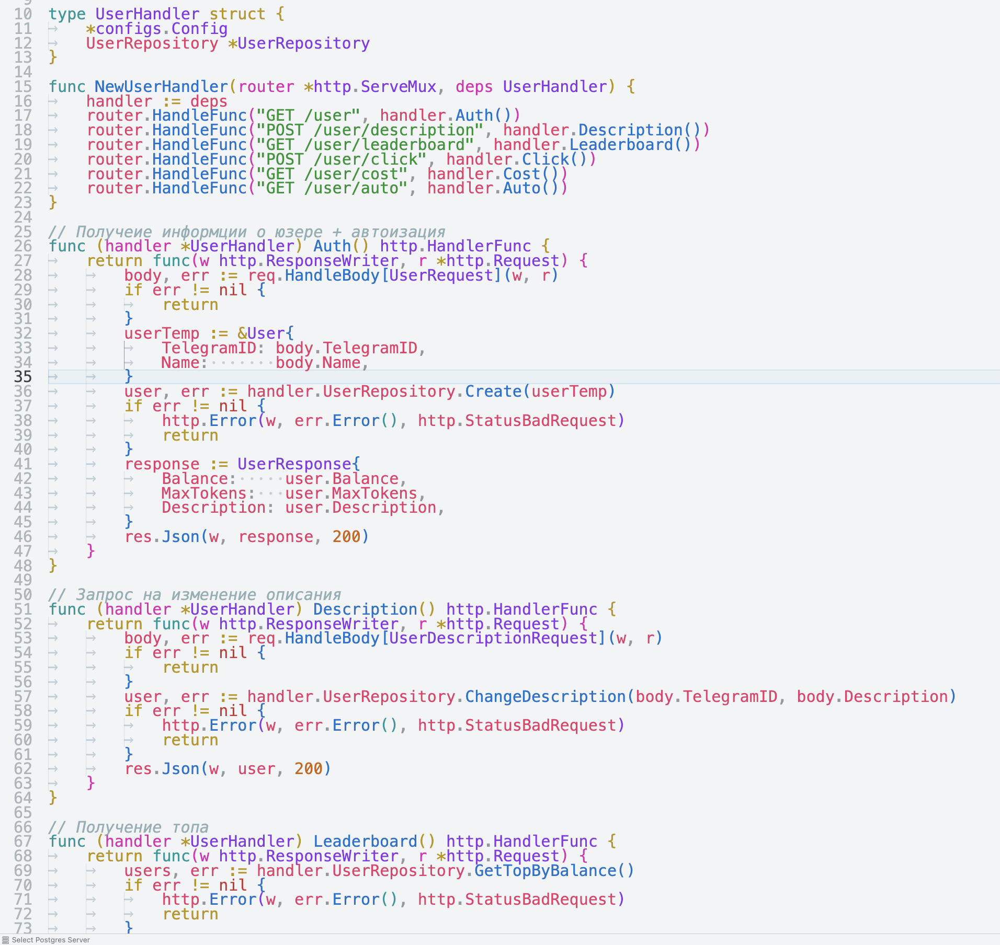 9
10 type UserHandler struct {
11 *configs.Config
12 UserRepository *UserRepository
13 }
14
15 func NewUserHandler(router *http.ServeMux, deps UserHandler) {
16 handler := deps
17 router.HandleFunc("GET /user", handler.Auth())
18 router.HandleFunc("POST /user/description", handler.Description())
19 router.HandleFunc("GET /user/leaderboard", handler.Leaderboard())
20 router.HandleFunc("POST /user/click", handler.Click())
21 router.HandleFunc("GET /user/cost", handler.Cost())
22 router.HandleFunc("GET /user/auto", handler.Auto())
23 }
24
25 // Получеие информции о юзере + автоизация
26 func (handler *UserHandler) Auth() http.HandlerFunc {
27 return func(w http.ResponseWriter, r *http.Request) {
28 body, err := req.HandleBody[UserRequest](w, r)
29 if err != nil {
30 return
31 }
32 userTemp := &User{
33 TelegramID: body.TelegramID,
34 Name:·······body.Name,
35 }
36 user, err := handler.UserRepository.Create(userTemp)
37 if err != nil {
38 http.Error(w, err.Error(), http.StatusBadRequest)
39 return
40 }
41 response := UserResponse{
42 Balance:·····user.Balance,
43 MaxTokens:···user.MaxTokens,
44 Description: user.Description,
45 }
46 res.Json(w, response, 200)
47 }
48 }
49
50 // Запрос на изменение описания
51 func (handler *UserHandler) Description() http.HandlerFunc {
52 return func(w http.ResponseWriter, r *http.Request) {
53 body, err := req.HandleBody[UserDescriptionRequest](w, r)
54 if err != nil {
55 return
56 }
57 user, err := handler.UserRepository.ChangeDescription(body.TelegramID, body.Description)
58 if err != nil {
59 http.Error(w, err.Error(), http.StatusBadRequest)
60 return
61 }
62 res.Json(w, user, 200)
63 }
64 }
65
66 // Получение топа
67 func (handler *UserHandler) Leaderboard() http.HandlerFunc {
68 return func(w http.ResponseWriter, r *http.Request) {
69 users, err := handler.UserRepository.GetTopByBalance()
70 if err != nil {
71 http.Error(w, err.Error(), http.StatusBadRequest)
72 return
73 }
Select Postgres Server